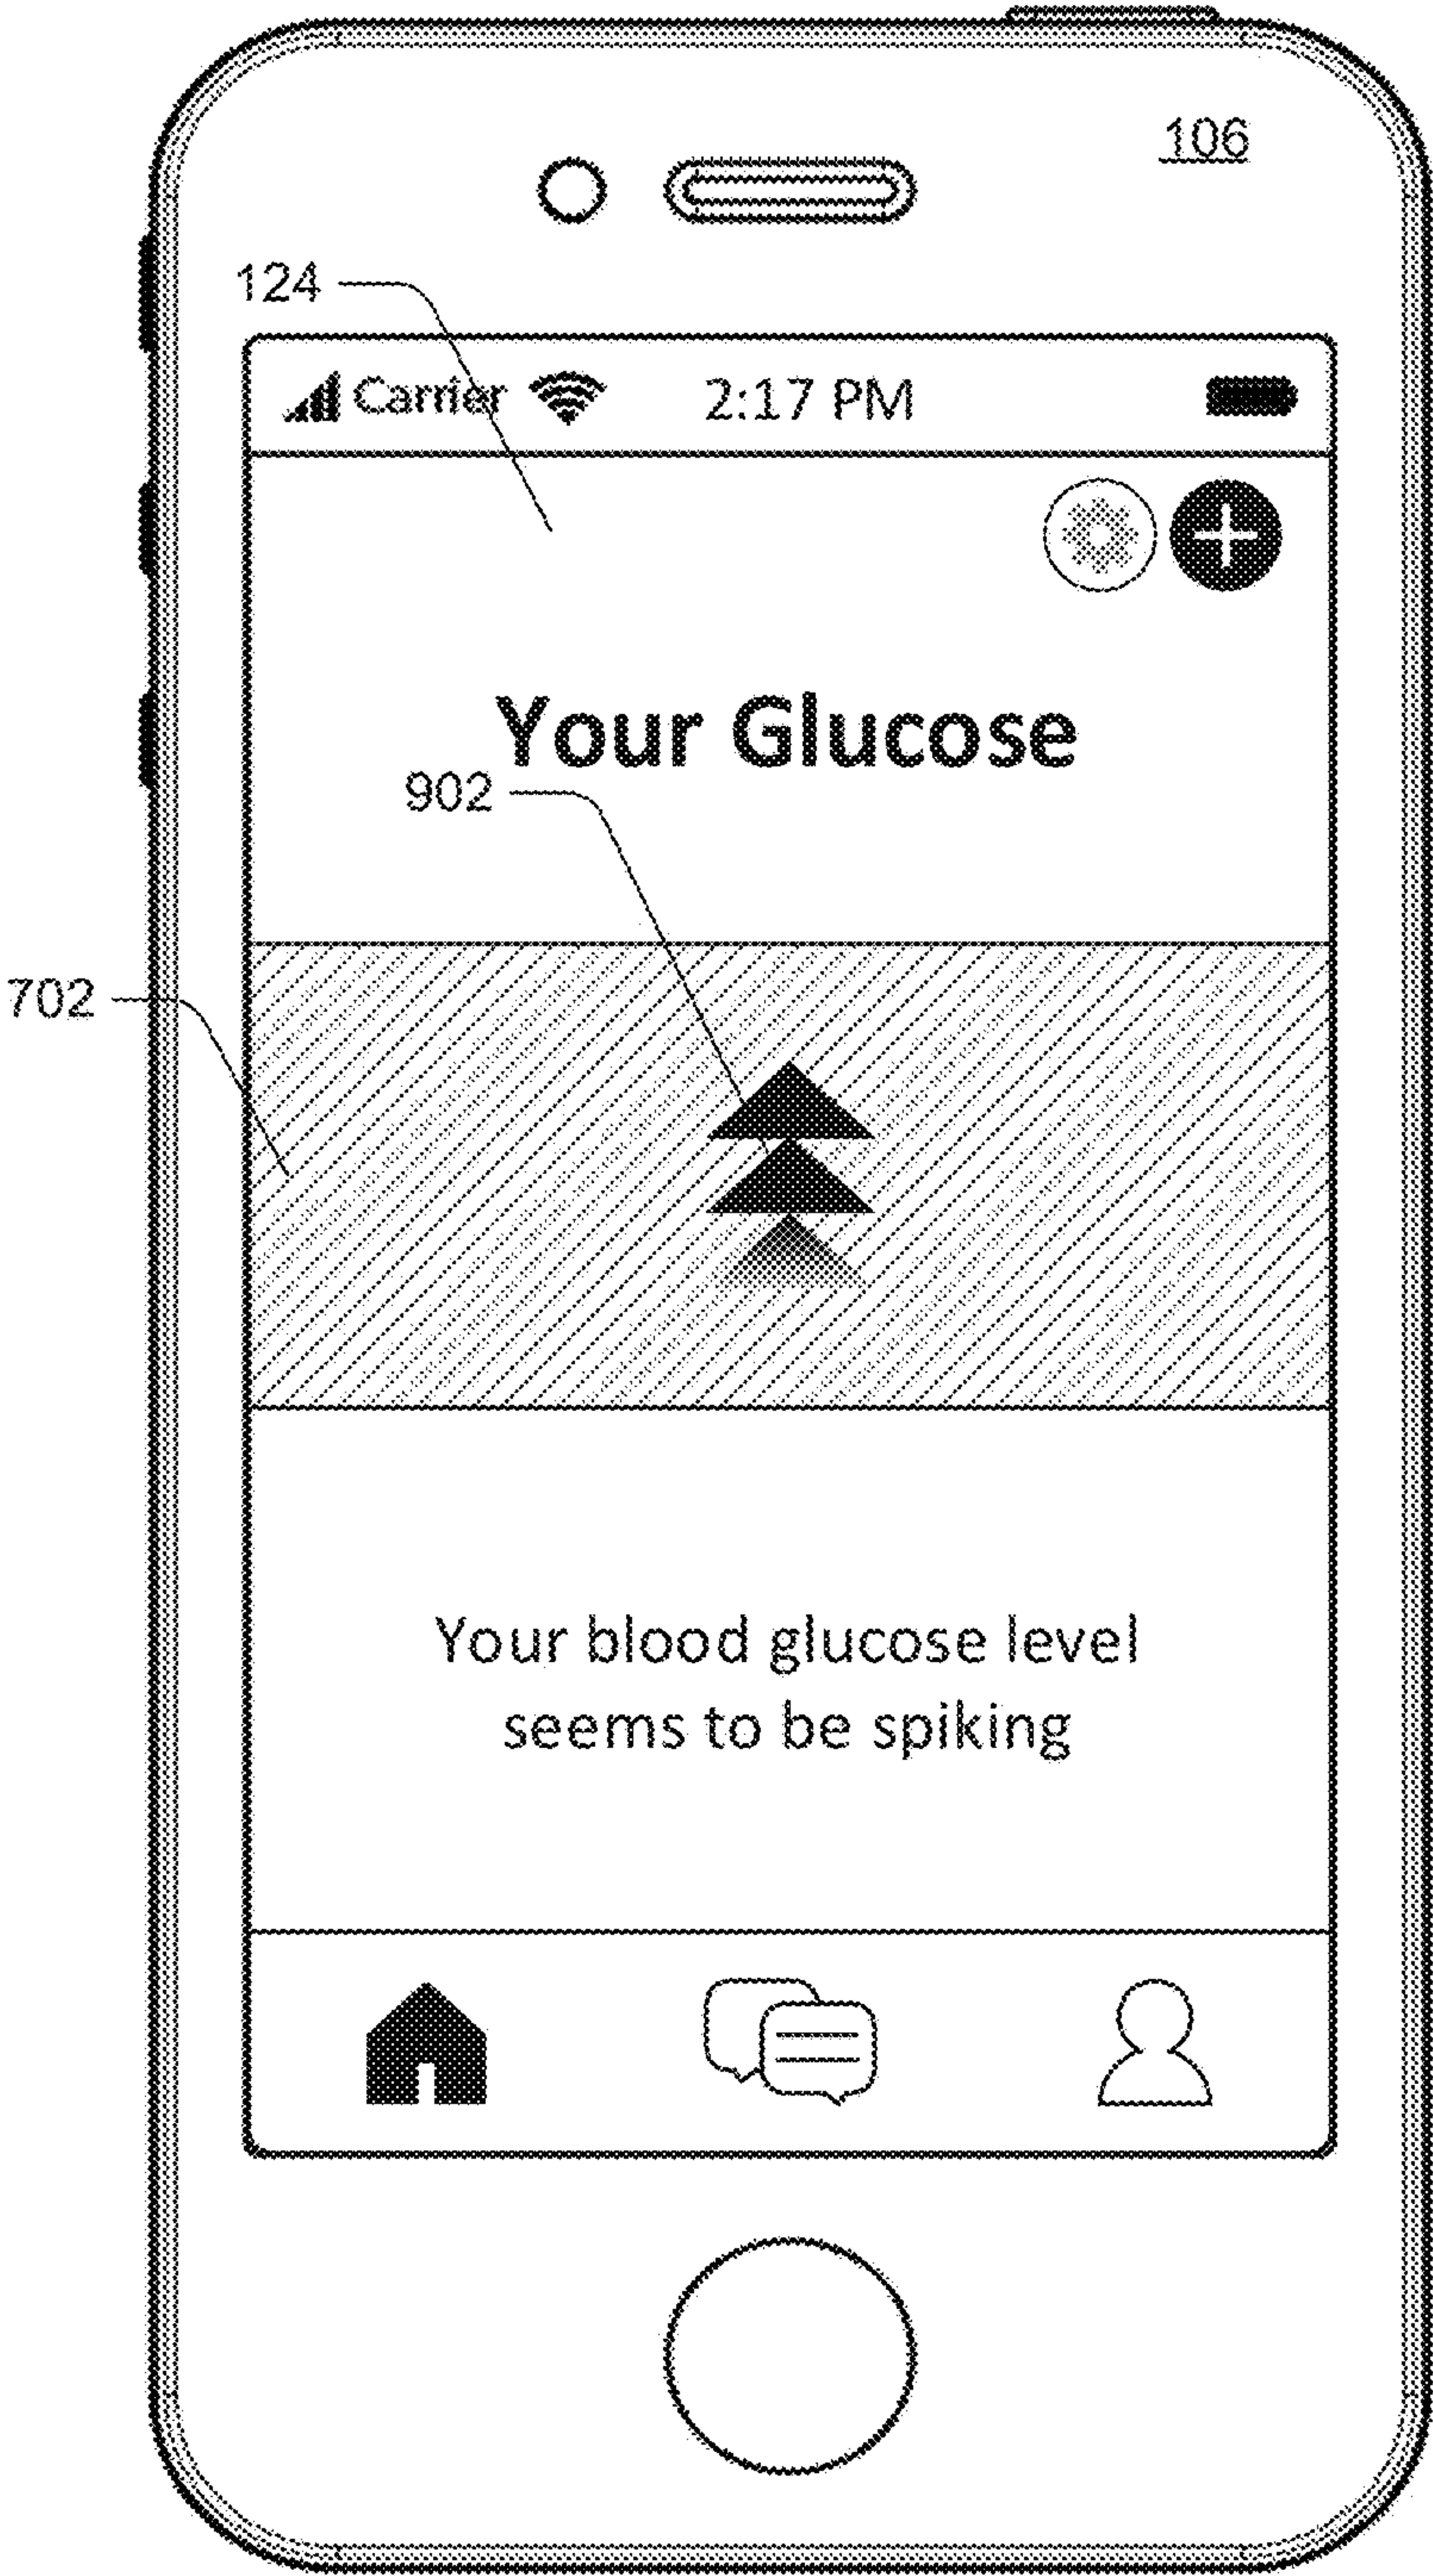 106
124
Carrier 2:17 PM
Your Glucose
902
702
Your blood glucose level
seems to be spiking